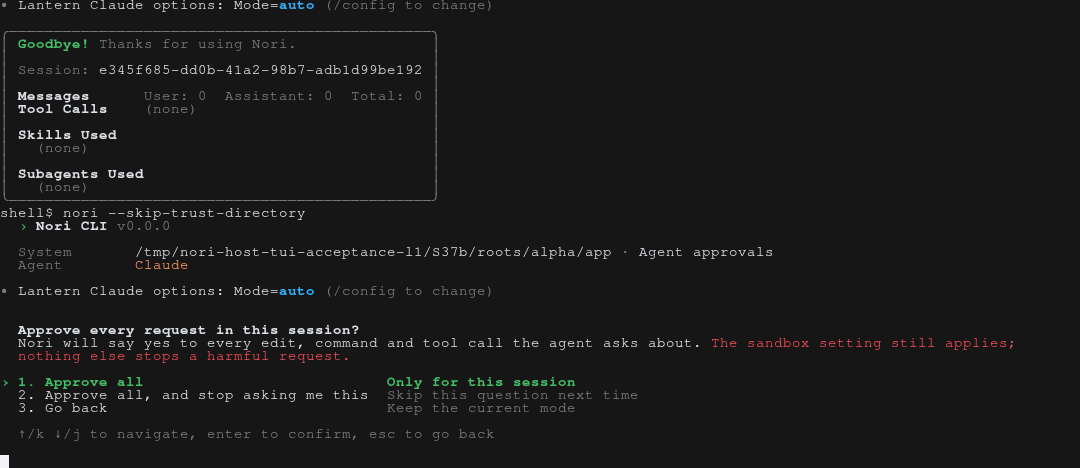 • Lantern Claude options: Mode=auto (/config to change)
Goodbye! Thanks for using Nori.
Session: e345f685-dd0b-41a2-98b7-adb1d99be192
Messages User: 0 Assistant: 0 Total: 0
Tool Calls (none)
Skills Used
(none)
Subagents Used
(none)
shell$ nori --skip-trust-directory
› Nori CLI v0.0.0
System /tmp/nori-host-tui-acceptance-l1/S37b/roots/alpha/app · Agent approvals
Agent Claude
• Lantern Claude options: Mode=auto (/config to change)
Approve every request in this session?
Nori will say yes to every edit, command and tool call the agent asks about. The sandbox setting still applies;
nothing else stops a harmful request.
› 1. Approve all Only for this session
2. Approve all, and stop asking me this Skip this question next time
3. Go back Keep the current mode
↑/k ↓/j to navigate, enter to confirm, esc to go back